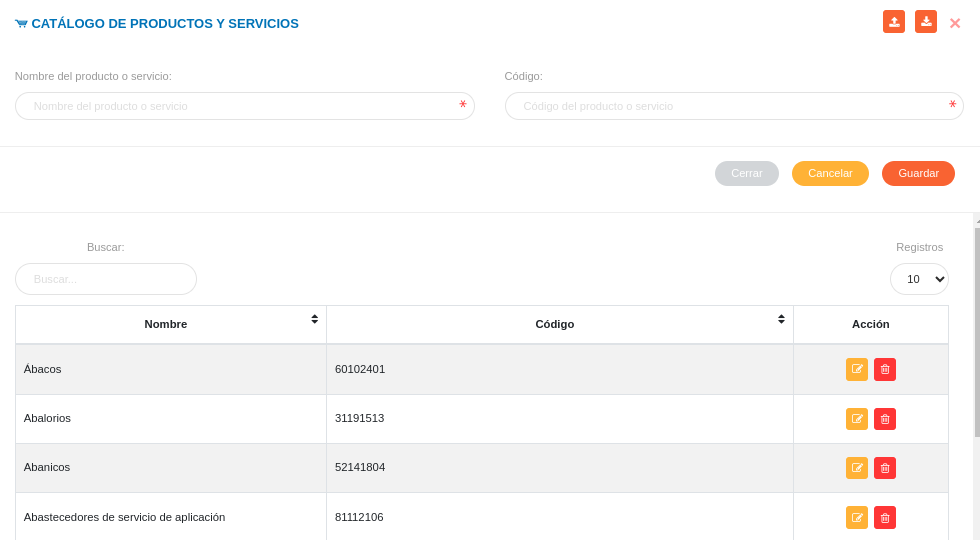 CATÁLOGO DE PRODUCTOS Y SERVICIOS
Nombre del producto o servicio: Código:
Nombre del producto o servicio * Código del producto o servicio *
Cerrar Cancelar Guardar
Buscar: Registros
Buscar... 10
Nombre Código Acción
Ábacos 60102401
Abalorios 31191513
Abanicos 52141804
Abastecedores de servicio de aplicación 81112106